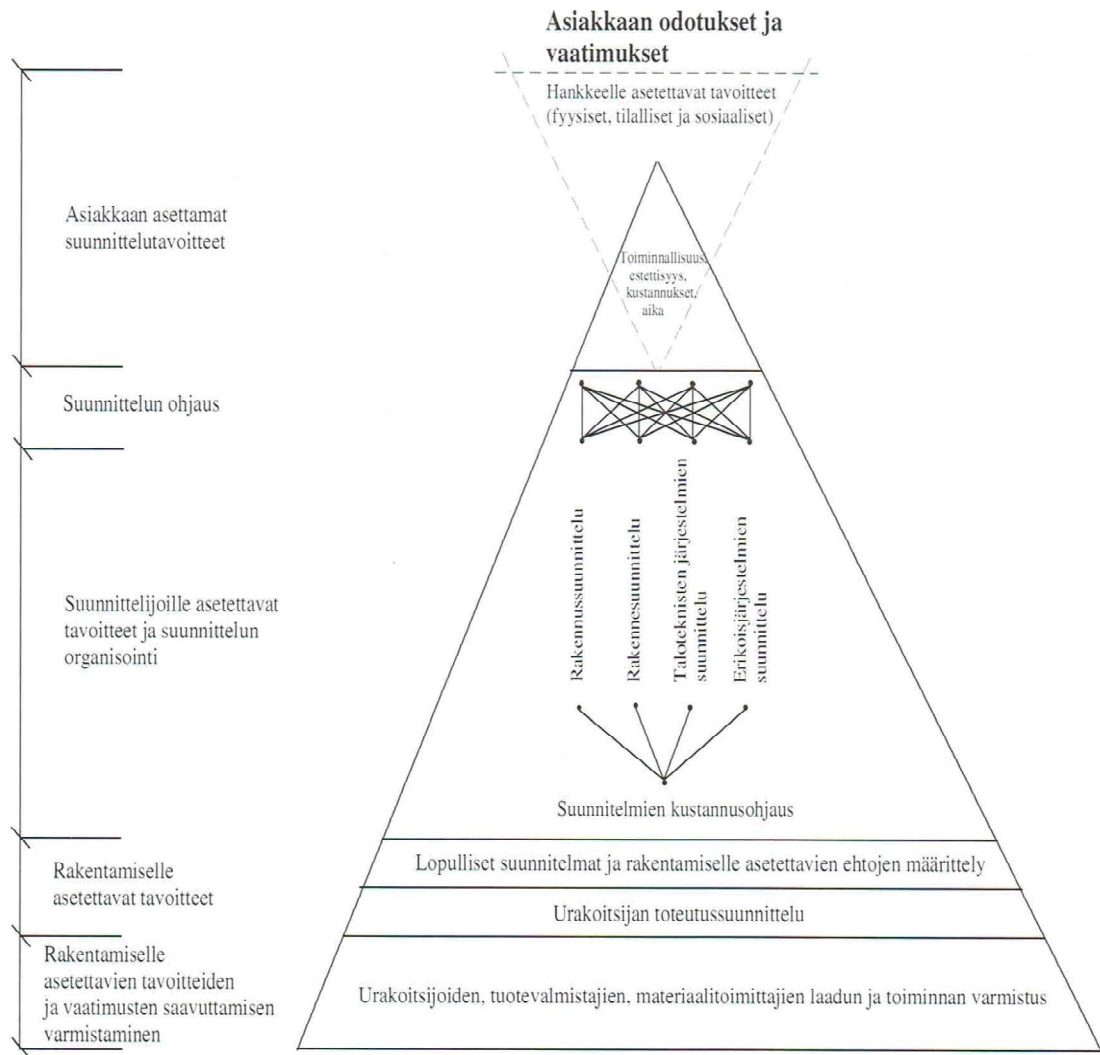 Asiakkaan odotukset ja
vaatimukset
Hankkeelle asetettavat tavoitteet
(fyysiset, tilalliset ja sosiaaliset)
Asiakkaan asettamat
suunnittelutavoitteet
Toiminnallisuus,
estettisyys,
kustannukset,
aika
Suunnittelun ohjaus
Suunnittelijoille asetettavat
tavoitteet ja suunnittelun
organisointi
Rakennussuunnittelu
Rakennesuunnittelu
Taloteknisten järjestelmien
suunnittelu
Erikoisjärjestelmien
suunnittelu
Suunnitelmien kustannusohjaus
Rakentamiselle
asetettavat tavoitteet
Lopulliset suunnitelmat ja rakentamiselle asetettavien ehtojen määrittely
Urakoitsijan toteutussuunnittelu
Rakentamiselle
asetettavien tavoitteiden
ja vaatimusten saavuttamisen
varmistaminen
Urakoitsijoiden, tuotevalmistajien, materiaalitoimittajien laadun ja toiminnan varmistus